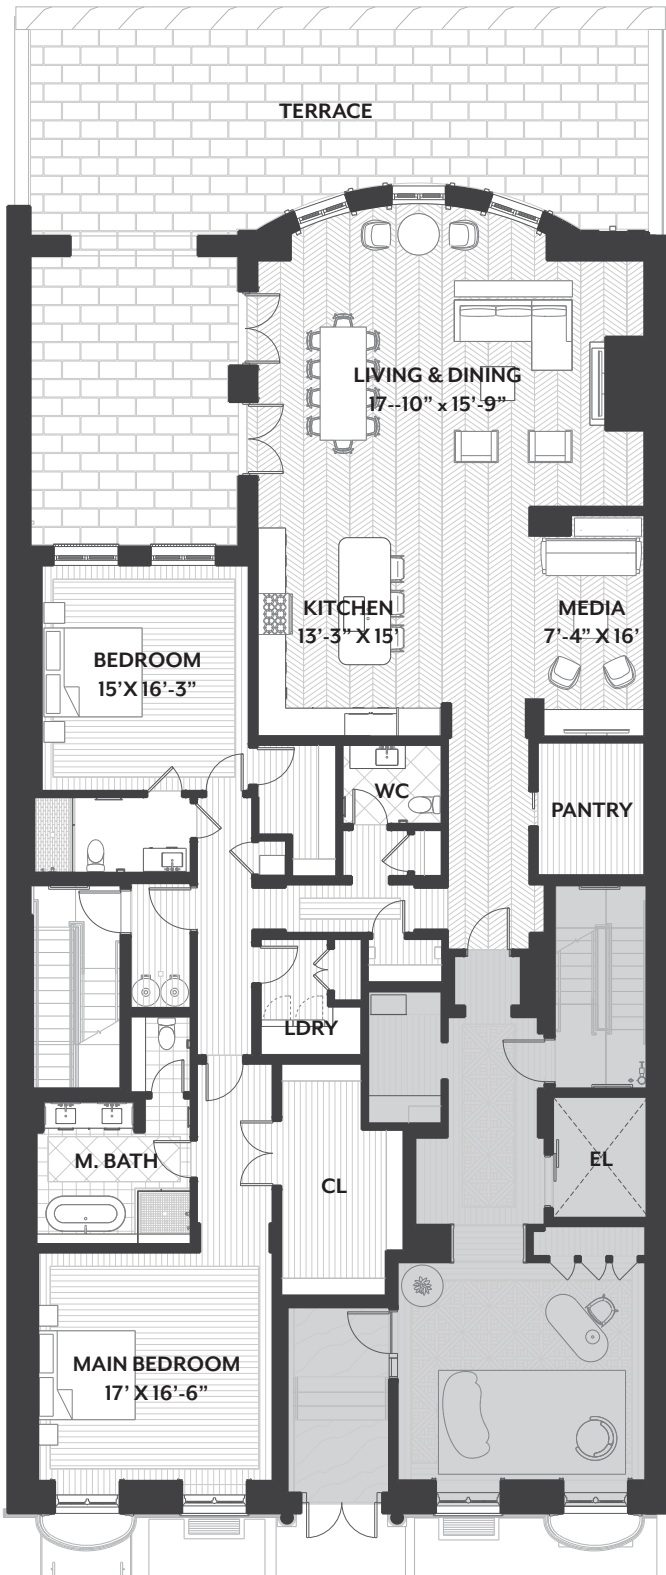 TERRACE
LIVING & DINING
17--10” x 15’-9”
KITCHEN
13’-3” X 15’
MEDIA
7’-4” X 16’
BEDROOM
15’X 16’-3”
WC
PANTRY
LDRY
M. BATH
CL
EL
MAIN BEDROOM
17’ X 16’-6”